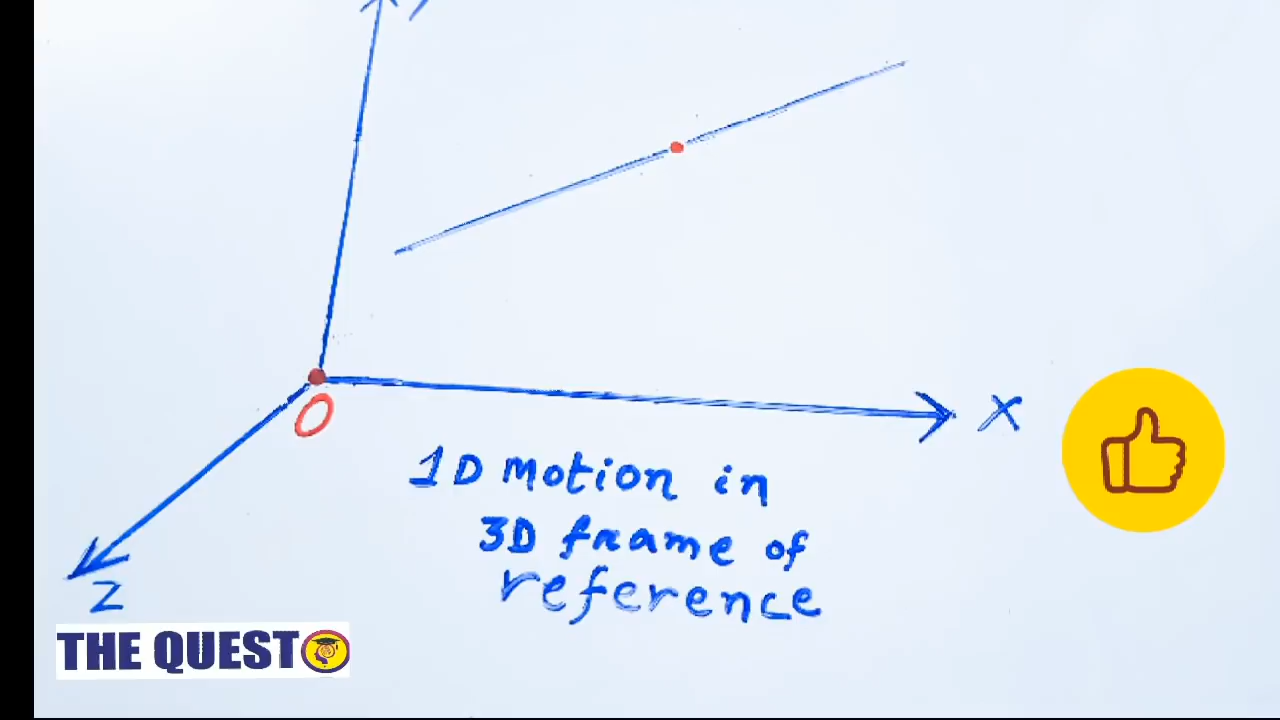 X
O
1D motion in
3D frame of
reference
Z
THE QUEST